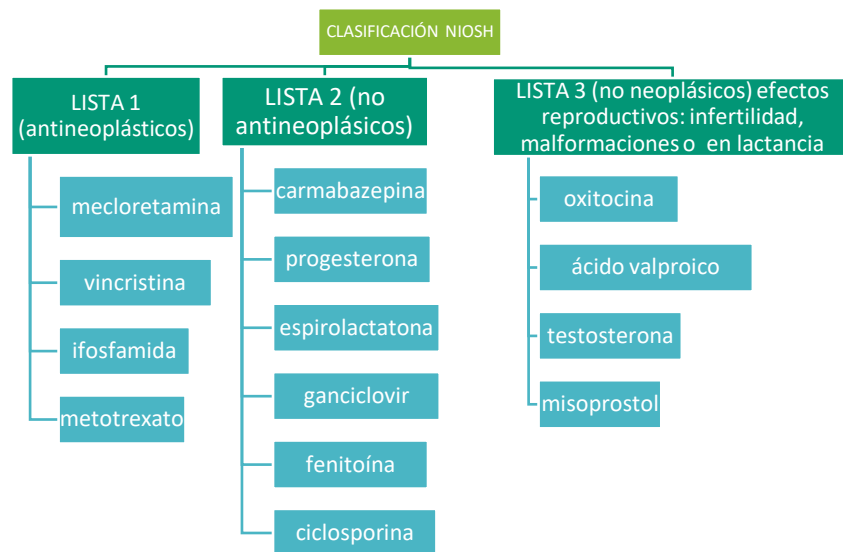 CLASIFICACIÓN NIOSH
LISTA 1
(antineoplásticos)
mecloretamina
vincristina
ifosfamida
metotrexato
LISTA 2 (no
antineoplásicos)
carmabazepina
progesterona
espirolactatona
ganciclovir
fenitoína
ciclosporina
LISTA 3 (no neoplásicos) efectos
reproductivos: infertilidad,
malformaciones o en lactancia
oxitocina
ácido valproico
testosterona
misoprostol